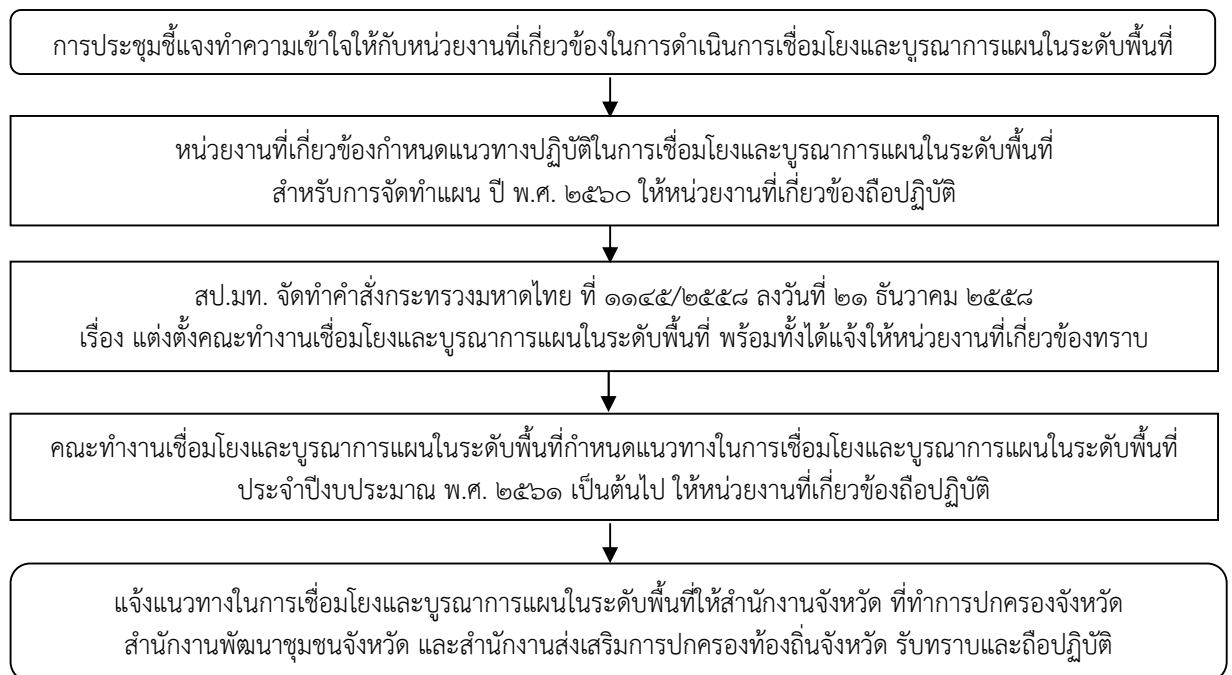 การประชุมชี้แจงทำความเข้าใจให้กับหน่วยงานที่เกี่ยวข้องในการดำเนินการเชื่อมโยงและบูรณาการแผนในระดับพื้นที่
หน่วยงานที่เกี่ยวข้องกำหนดแนวทางปฏิบัติในการเชื่อมโยงและบูรณาการแผนในระดับพื้นที่
สำหรับการจัดทำแผน ปี พ.ศ. ๒๕๖๐ ให้หน่วยงานที่เกี่ยวข้องถือปฏิบัติ
สป.มท. จัดทำคำสั่งกระทรวงมหาดไทย ที่ ๑๑๔๕/๒๕๕๘ ลงวันที่ ๒๑ ธันวาคม ๒๕๕๘
เรื่อง แต่งตั้งคณะทำงานเชื่อมโยงและบูรณาการแผนในระดับพื้นที่ พร้อมทั้งได้แจ้งให้หน่วยงานที่เกี่ยวข้องทราบ
คณะทำงานเชื่อมโยงและบูรณาการแผนในระดับพื้นที่กำหนดแนวทางในการเชื่อมโยงและบูรณาการแผนในระดับพื้นที่
ประจำปีงบประมาณ พ.ศ. ๒๕๖๑ เป็นต้นไป ให้หน่วยงานที่เกี่ยวข้องถือปฏิบัติ
แจ้งแนวทางในการเชื่อมโยงและบูรณาการแผนในระดับพื้นที่ให้สำนักงานจังหวัด ที่ทำการปกครองจังหวัด
สำนักงานพัฒนาชุมชนจังหวัด และสำนักงานส่งเสริมการปกครองท้องถิ่นจังหวัด รับทราบและถือปฏิบัติ